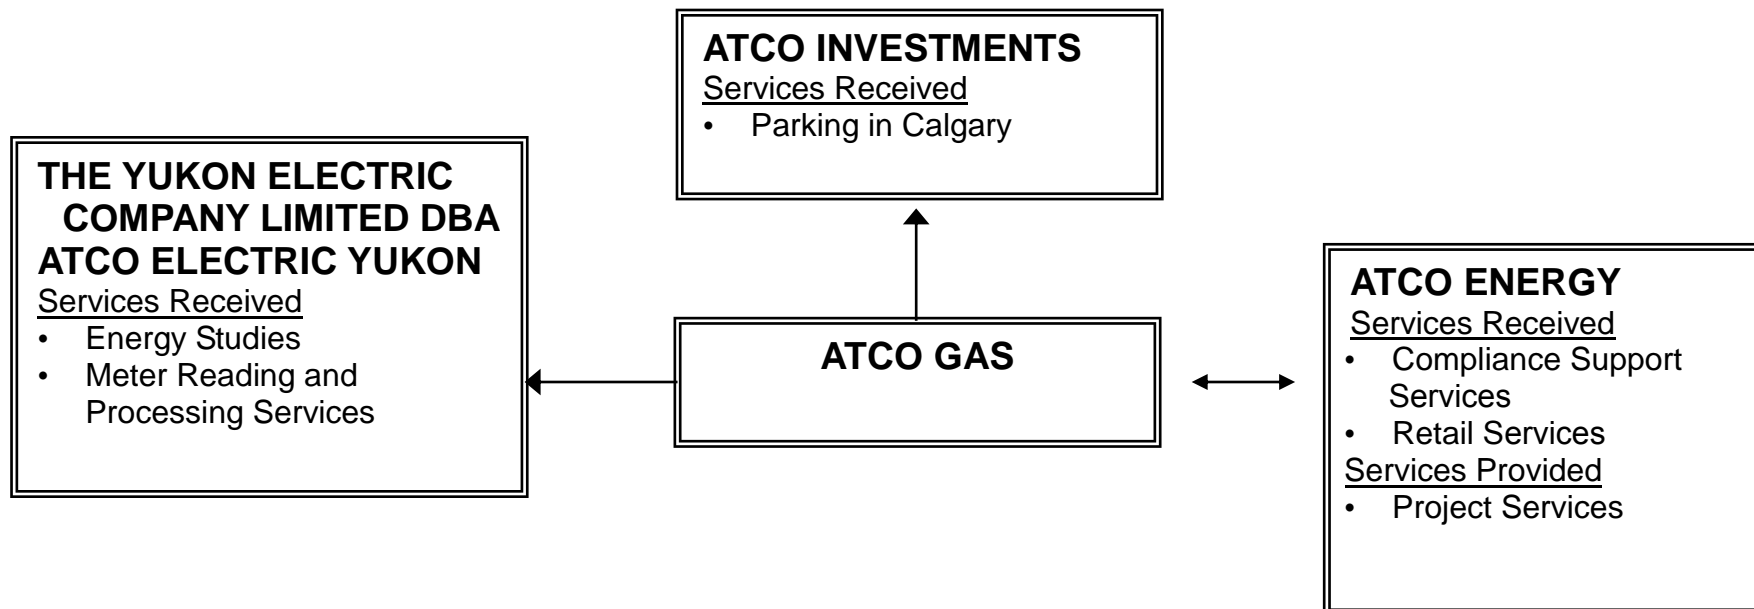 ATCO INVESTMENTS
Services Received
• Parking in Calgary
THE YUKON ELECTRIC
COMPANY LIMITED DBA
ATCO ELECTRIC YUKON
Services Received
• Energy Studies
• Meter Reading and
Processing Services
ATCO GAS
ATCO ENERGY
Services Received
• Compliance Support
Services
• Retail Services
Services Provided
• Project Services